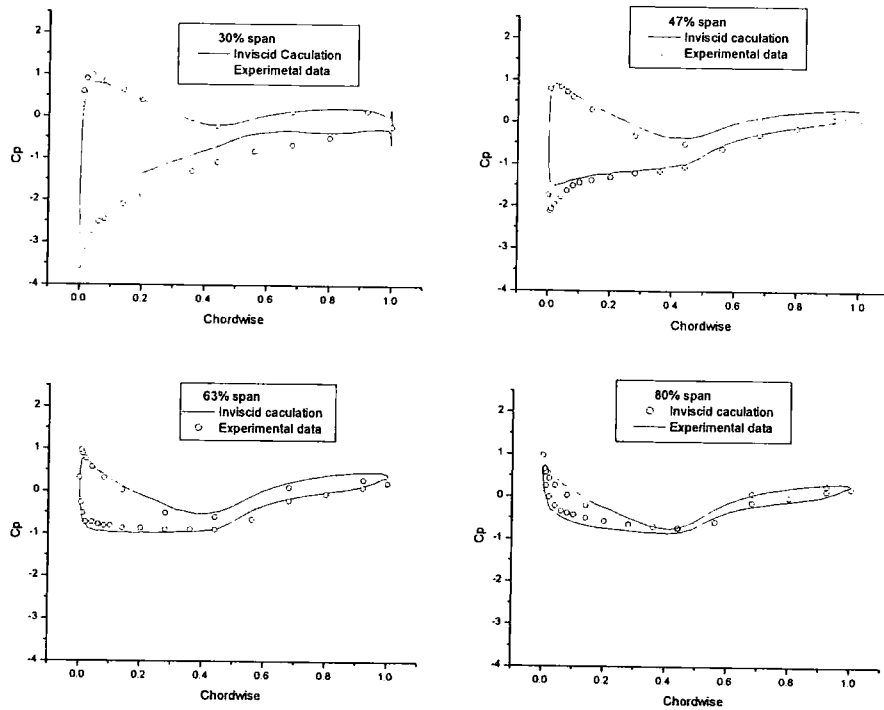 30% span
Inviscid Caculation
Experimetal data
2
1
0
-1
-2
-3
-4
Cp
0.0 0.2 0.4 0.6 0.8 1.0
Chordwise
47% span
Inviscid caculation
Experimental data
2
1
0
-1
-2
-3
-4
Cp
0.0 0.2 0.4 0.6 0.8 1.0
Chordwise
63% span
Inviscid caculation
Experimental data
2
1
0
-1
-2
-3
-4
Cp
0.0 0.2 0.4 0.6 0.8 1.0
Chordwise
80% span
Inviscid caculation
Experimental data
2
1
0
-1
-2
-3
-4
Cp
0.0 0.2 0.4 0.6 0.8 1.0
Chordwise